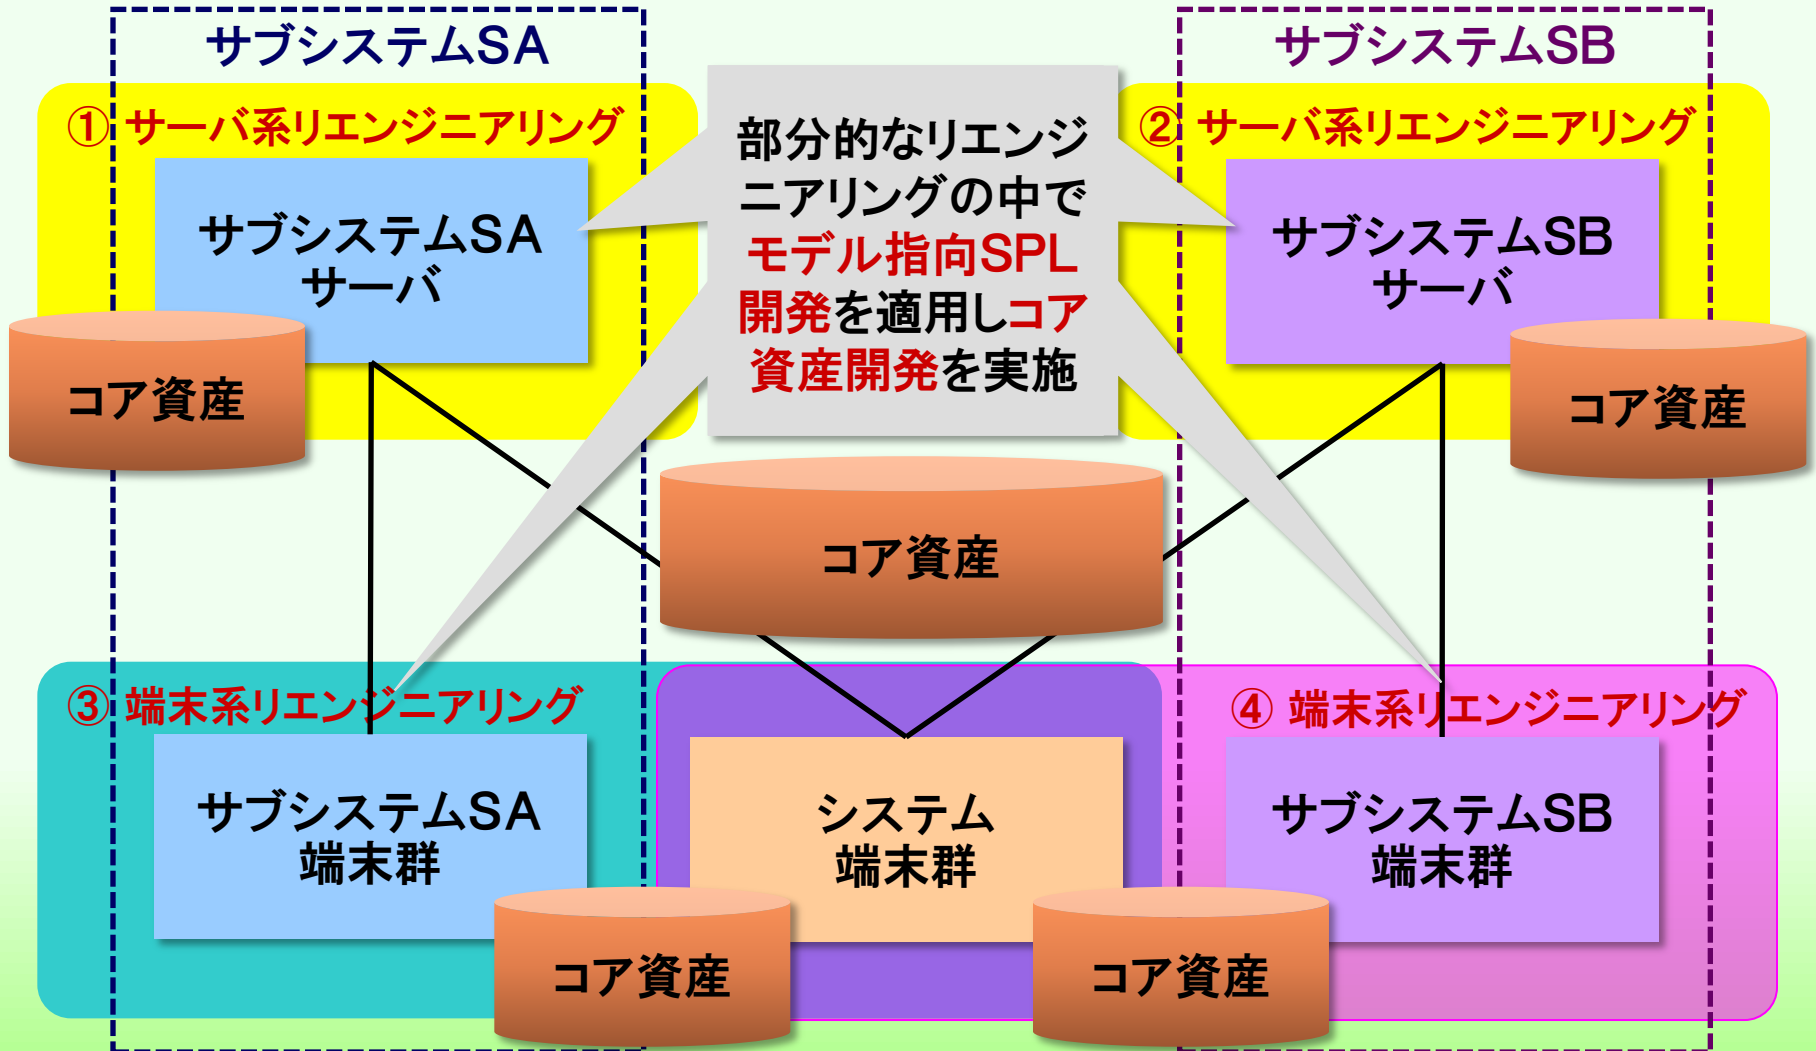 サブシステムSA
サブシステムSB
① サーバ系リエンジニアリング
② サーバ系リエンジニアリング
部分的なリエンジ
ニアリングの中で
モデル指向SPL
開発を適用しコア
資産開発を実施
サブシステムSA
サーバ
サブシステムSB
サーバ
コア資産
コア資産
コア資産
③ 端末系リエンジニアリング
④ 端末系リエンジニアリング
サブシステムSA
端末群
システム
端末群
サブシステムSB
端末群
コア資産
コア資産